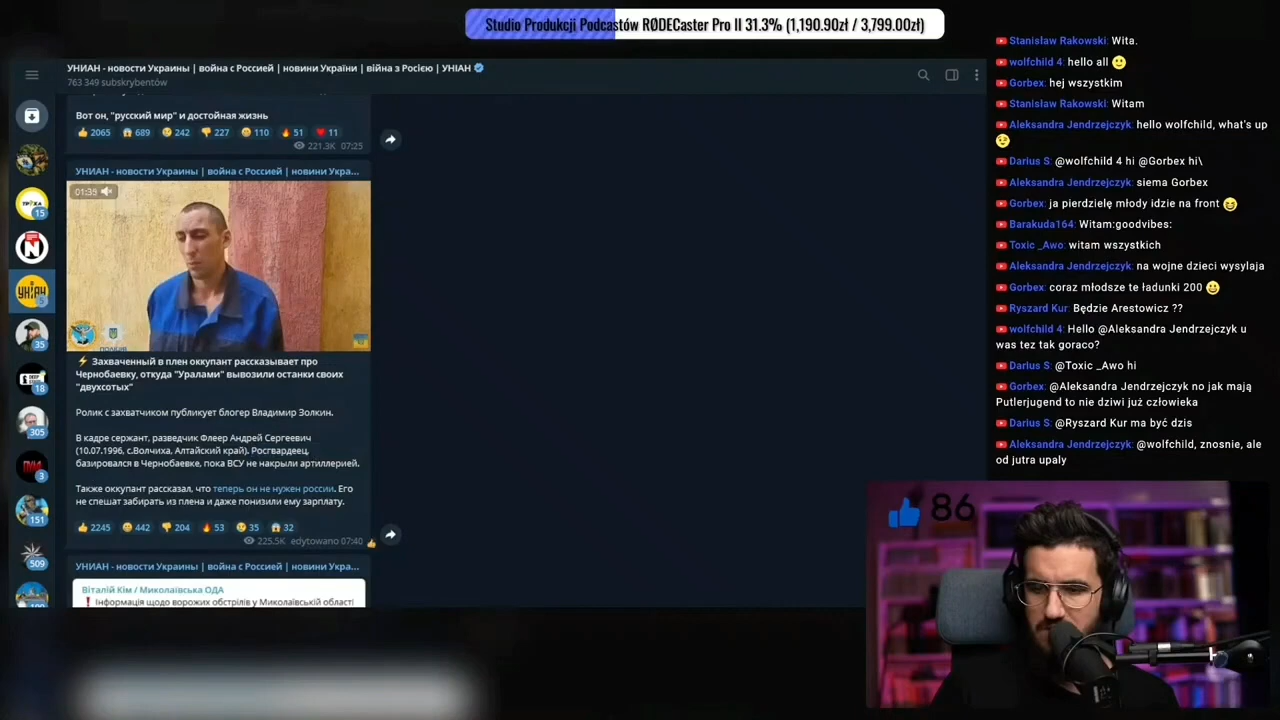 Studio Produkcji Podcastów RØDECaster Pro II 31.3% (1,190.90zł / 3,799.00zł)
УНИАН - новости Украины | война с Россией | новини України | війна з Росією | УНІАН
763 349 subskrybentów
Вот он, "русский мир" и достойная жизнь
2065 689 242 227 110 51 11
221.3K 07:25
УНИАН - новости Украины | война с Россией | новини Укра...
01:35
⚡ Захваченный в плен оккупант рассказывает про
Чернобаевку, откуда "Уралами" вывозили останки своих
"двухсотых"
Ролик с захватчиком публикует блогер Владимир Золкин.
В кадре сержант, разведчик Флеер Андрей Сергеевич
(10.07.1996, с.Волчиха, Алтайский край). Росгвардеец,
базировался в Чернобаевке, пока ВСУ не накрыли артиллерией.
Также оккупант рассказал, что теперь он не нужен россии. Его
не спешат забирать из плена и даже понизили ему зарплату.
2245 442 204 53 35 32
225.5K edytowano 07:40
УНИАН - новости Украины | война с Россией | новини Укра...
Віталій Кім / Миколаївська ОДА
❗ Інформація щодо ворожих обстрілів у Миколаївській області
ТРУХА
15
N
УНІАН
5
35
18
305
3
151
509
Stanisław Rakowski: Wita.
wolfchild 4: hello all 🙂
Gorbex: hej wszystkim
Stanisław Rakowski: Witam
Aleksandra Jendrzejczyk: hello wolfchild, what's up
😉
Darius S: @wolfchild 4 hi @Gorbex hi\
Aleksandra Jendrzejczyk: siema Gorbex
Gorbex: ja pierdzielę młody idzie na front 😆
Barakuda164: Witam:goodvibes:
Toxic _Awo: witam wszystkich
Aleksandra Jendrzejczyk: na wojne dzieci wysylaja
Gorbex: coraz młodsze te ładunki 200 😀
Ryszard Kur: Będzie Arestowicz ??
wolfchild 4: Hello @Aleksandra Jendrzejczyk u
was tez tak goraco?
Darius S: @Toxic _Awo hi
Gorbex: @Aleksandra Jendrzejczyk no jak mają
Putlerjugend to nie dziwi już człowieka
Darius S: @Ryszard Kur ma być dzis
Aleksandra Jendrzejczyk: @wolfchild, znosnie, ale
od jutra upaly
86